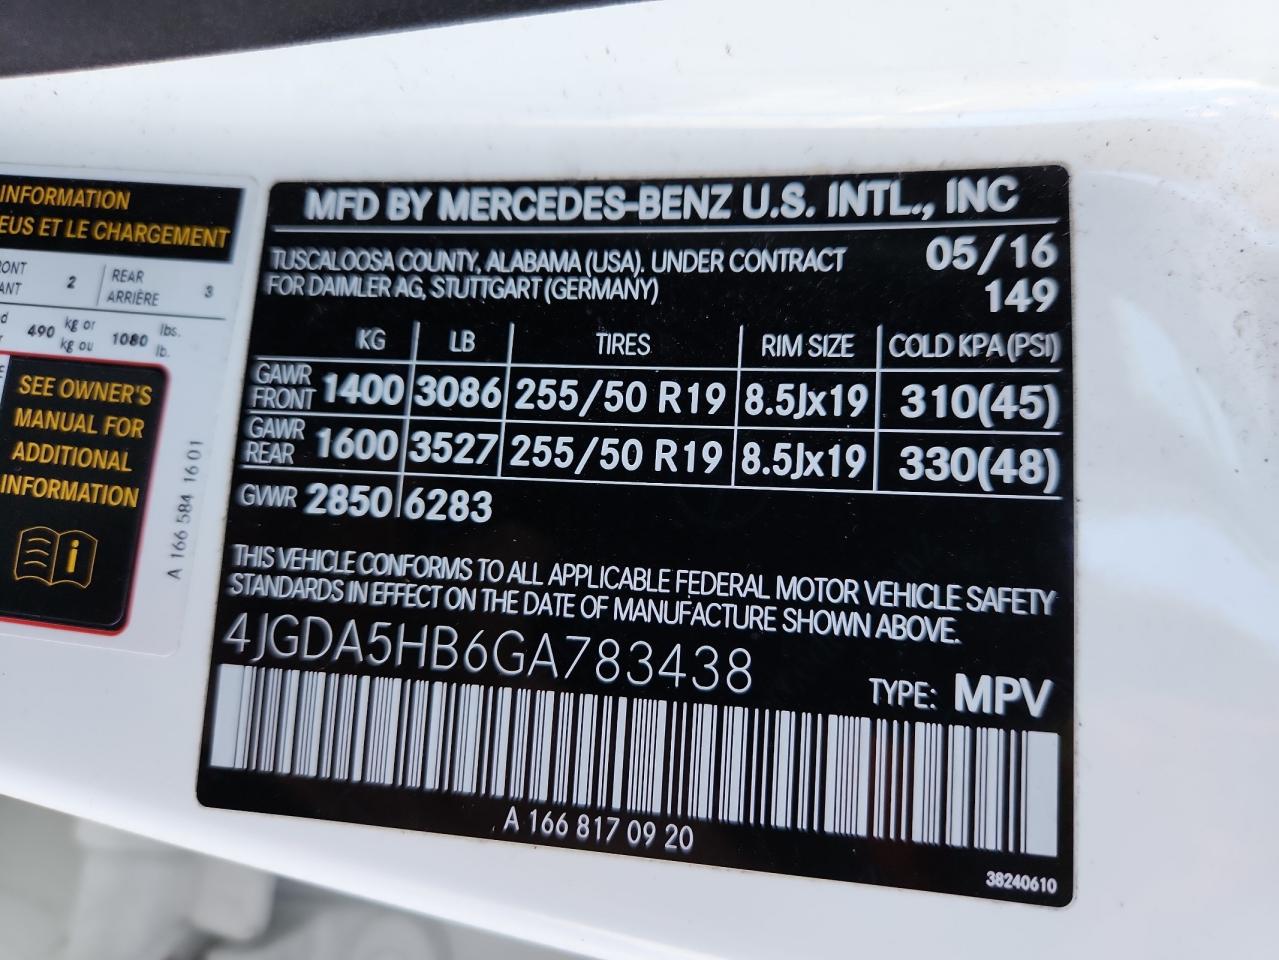 INFORMATION
EUS ET LE CHARGEMENT
2
REAR
ARRIÈRE
3
490
kg or
kg ou
1080
lbs.
lb.
SEE OWNER'S
MANUAL FOR
ADDITIONAL
INFORMATION
i
A 166 584 16 01
MFD BY MERCEDES-BENZ U.S. INTL., INC
TUSCALOOSA COUNTY, ALABAMA (USA). UNDER CONTRACT 05/16
FOR DAIMLER AG, STUTTGART (GERMANY) 149
KG LB TIRES RIM SIZE COLD KPA (PSI)
GAWR
FRONT 1400 3086 255/50 R19 8.5Jx19 310(45)
GAWR
REAR 1600 3527 255/50 R19 8.5Jx19 330(48)
GVWR 2850 6283
THIS VEHICLE CONFORMS TO ALL APPLICABLE FEDERAL MOTOR VEHICLE SAFETY
STANDARDS IN EFFECT ON THE DATE OF MANUFACTURE SHOWN ABOVE.
4JGDA5HB6GA783438
TYPE: MPV
A 166 817 09 20
38240610